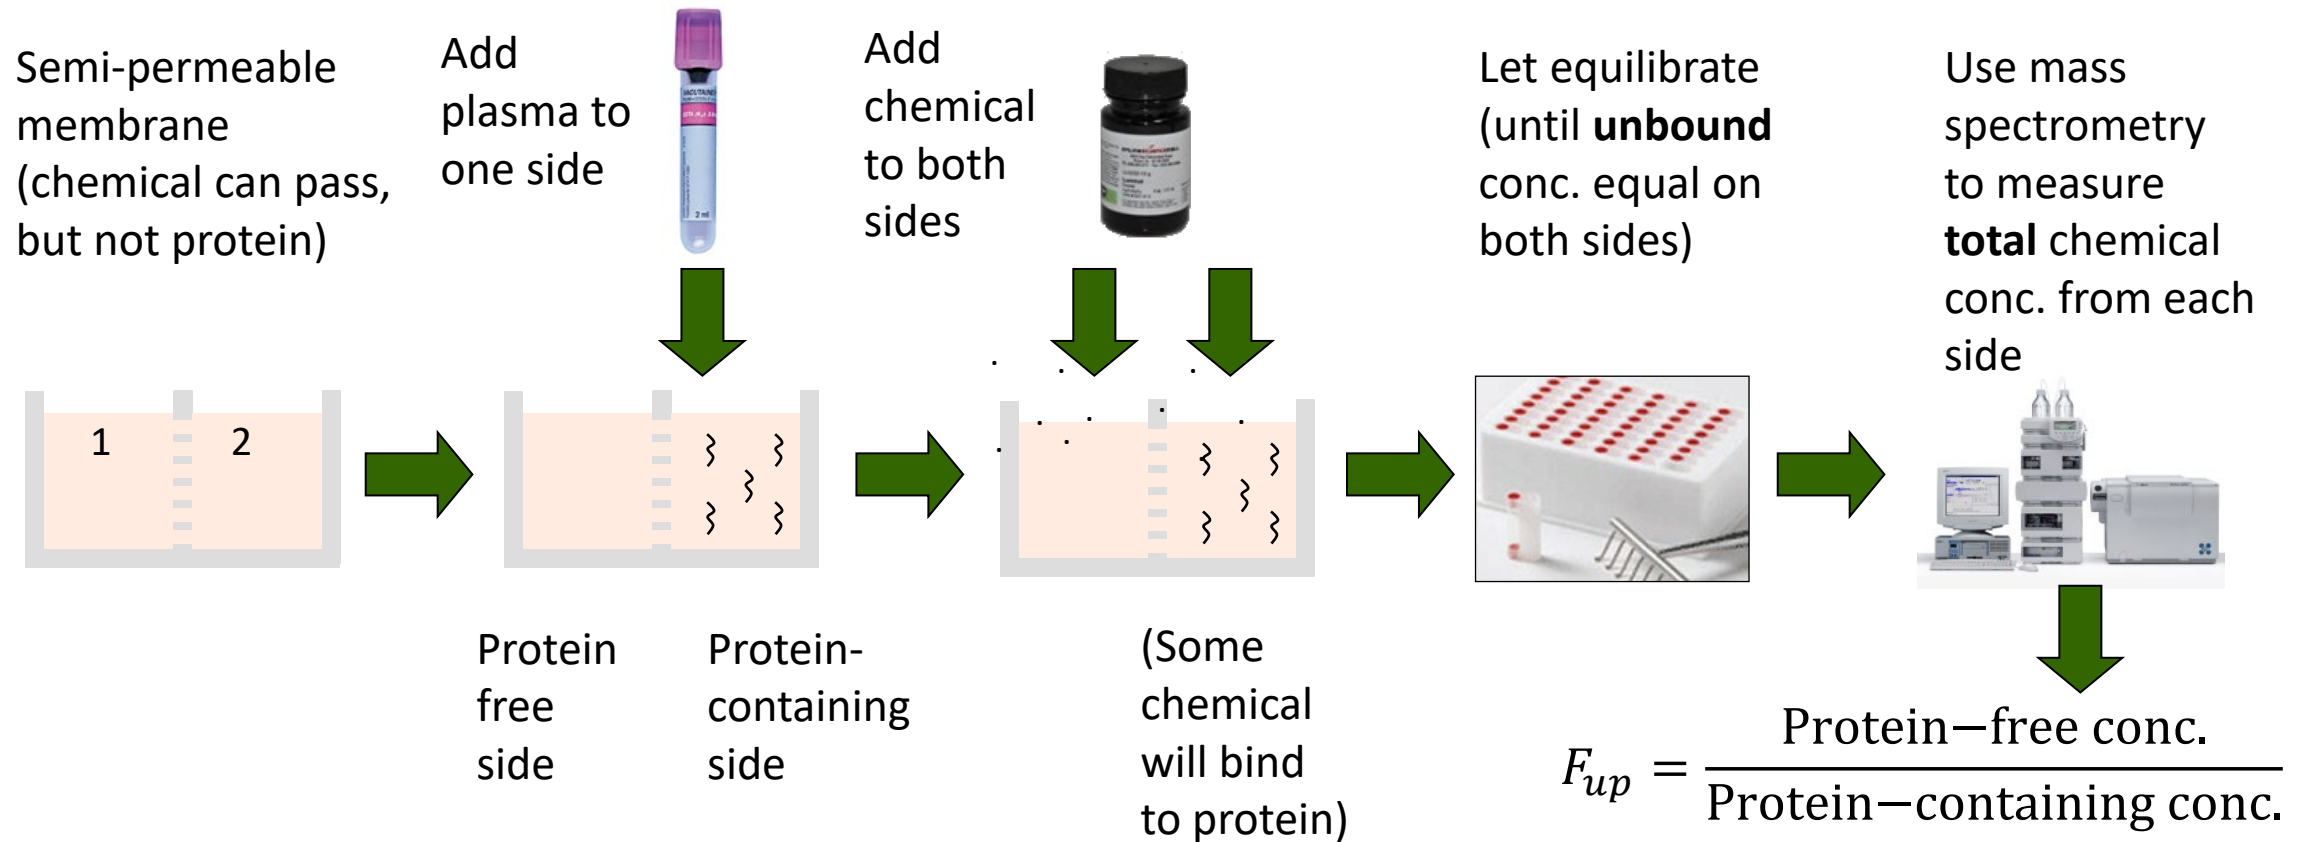 Semi-permeable
membrane
(chemical can pass,
but not protein)
Add
plasma to
one side
2 ml
Add
chemical
to both
sides
Let equilibrate
(until unbound
conc. equal on
both sides)
Use mass
spectrometry
to measure
total chemical
conc. from each
side
1
2
Protein
free
side
Protein-
containing
side
(Some
chemical
will bind
to protein)
F_up = Protein−free conc. / Protein−containing conc.